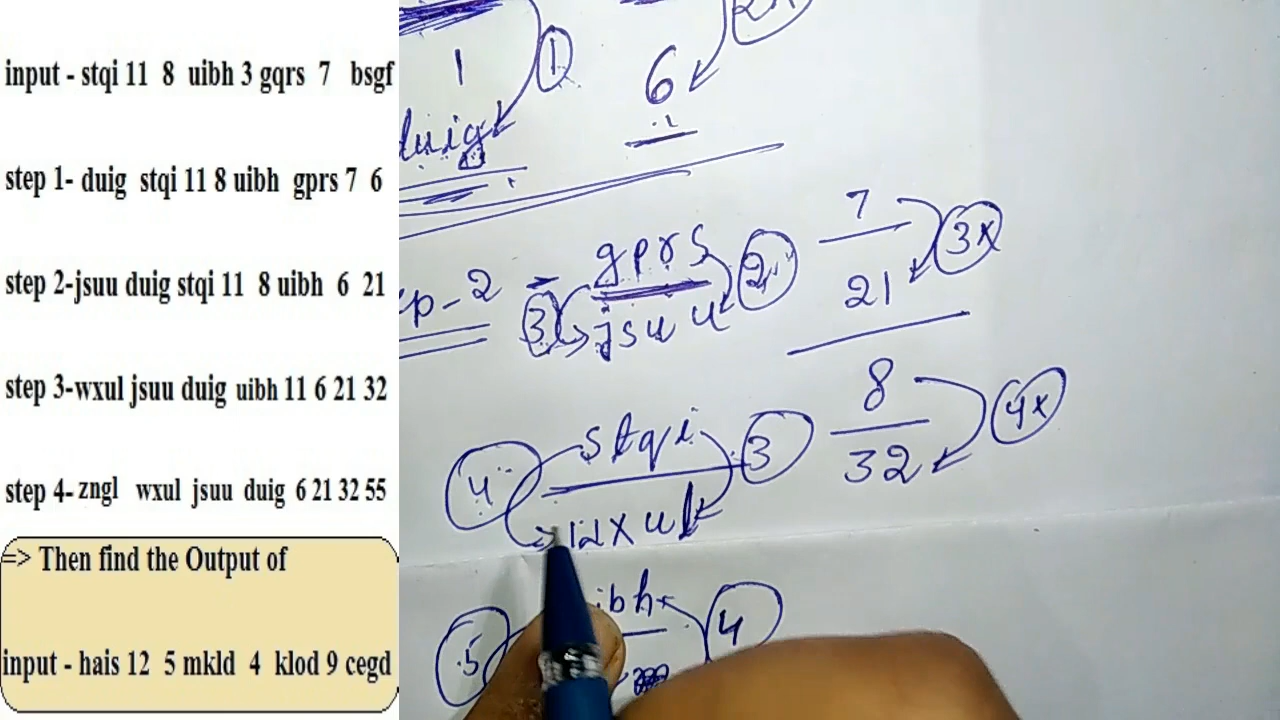 input - stqi 11 8 uibh 3 gqrs 7 bsgf
step 1- duig stqi 11 8 uibh gprs 7 6
step 2-jsuu duig stqi 11 8 uibh 6 21
step 3-wxul jsuu duig uibh 11 6 21 32
step 4- zngl wxul jsuu duig 6 21 32 55
=> Then find the Output of
input - hais 12 5 mkld 4 klod 9 cegd
1 1
6
duig
7 3x
gprs 2
ep-2 - 3 jsuu 21
8 4x
stqi 3 32
4
wxul
ibh 4
5